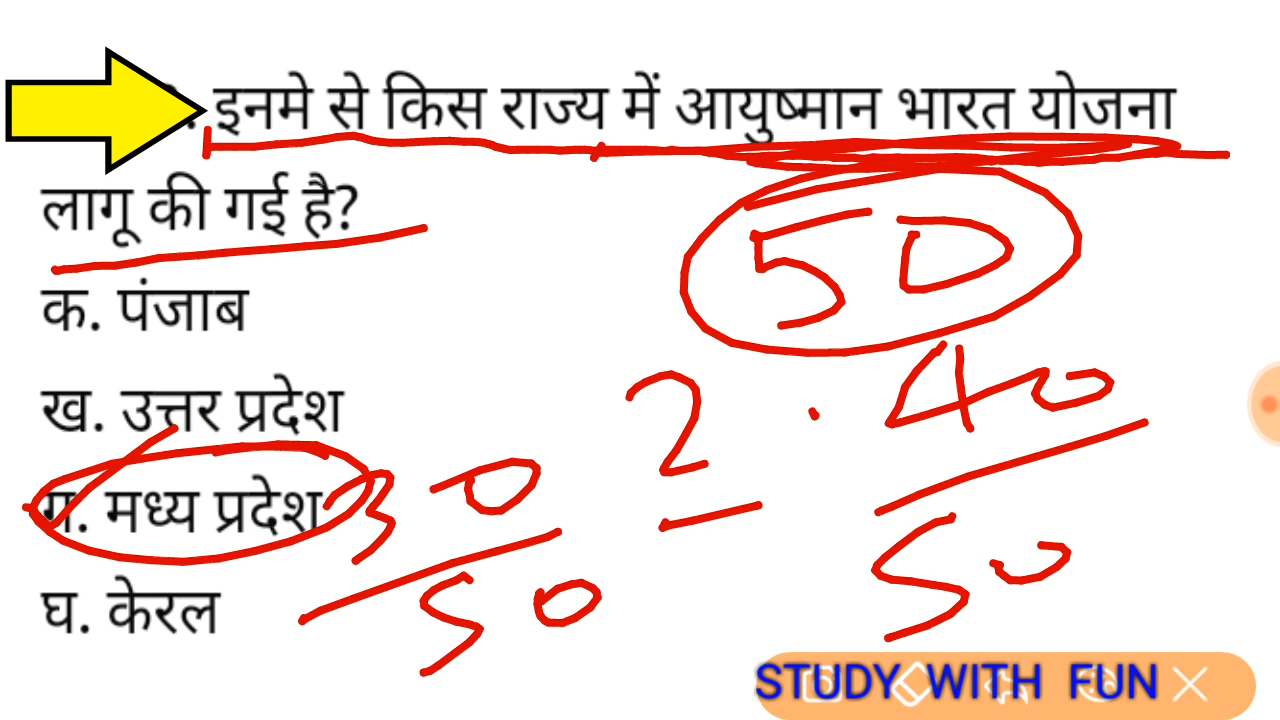 इनमे से किस राज्य में आयुष्मान भारत योजना
लागू की गई है?
50
क. पंजाब
ख. उत्तर प्रदेश
2 . 40
ग. मध्य प्रदेश 30
50
50
घ. केरल
STUDY WITH FUN